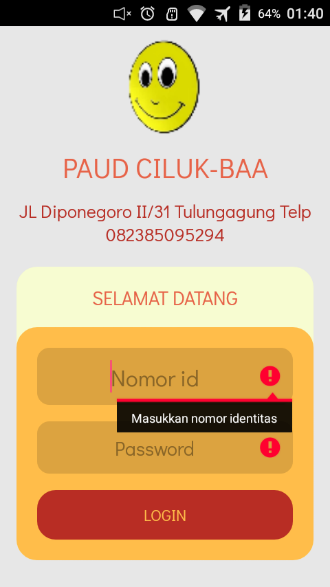 64% 01:40
PAUD CILUK-BAA
JL Diponegoro II/31 Tulungagung Telp
082385095294
SELAMAT DATANG
Nomor id
Masukkan nomor identitas
Password
LOGIN